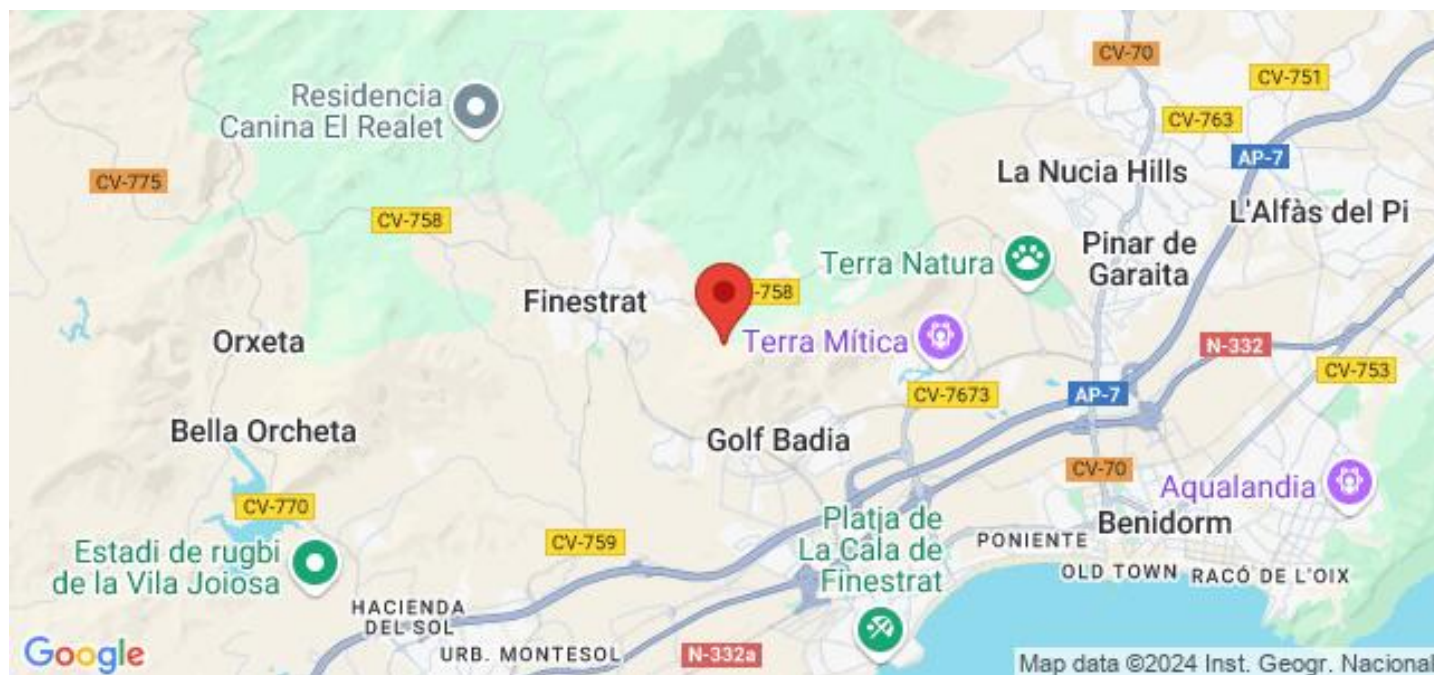 CV-70
CV-751
Residencia
Canina El Realet
CV-763
AP-7
La Nucia Hills
CV-775
CV-758
L'Alfàs del Pi
Pinar de
Garaita
Terra Natura
-758
Finestrat
Orxeta
Terra Mítica
N-332
CV-753
CV-7673
AP-7
Bella Orcheta
Golf Badia
CV-70
Aqualandia
CV-770
Platja de
La Cala de
Finestrat
Benidorm
PONIENTE
CV-759
Estadi de rugbi
de la Vila Joiosa
OLD TOWN
RACÓ DE L'OIX
HACIENDA
DEL SOL
URB. MONTESOL
N-332a
Google
Map data ©2024 Inst. Geogr. Nacional